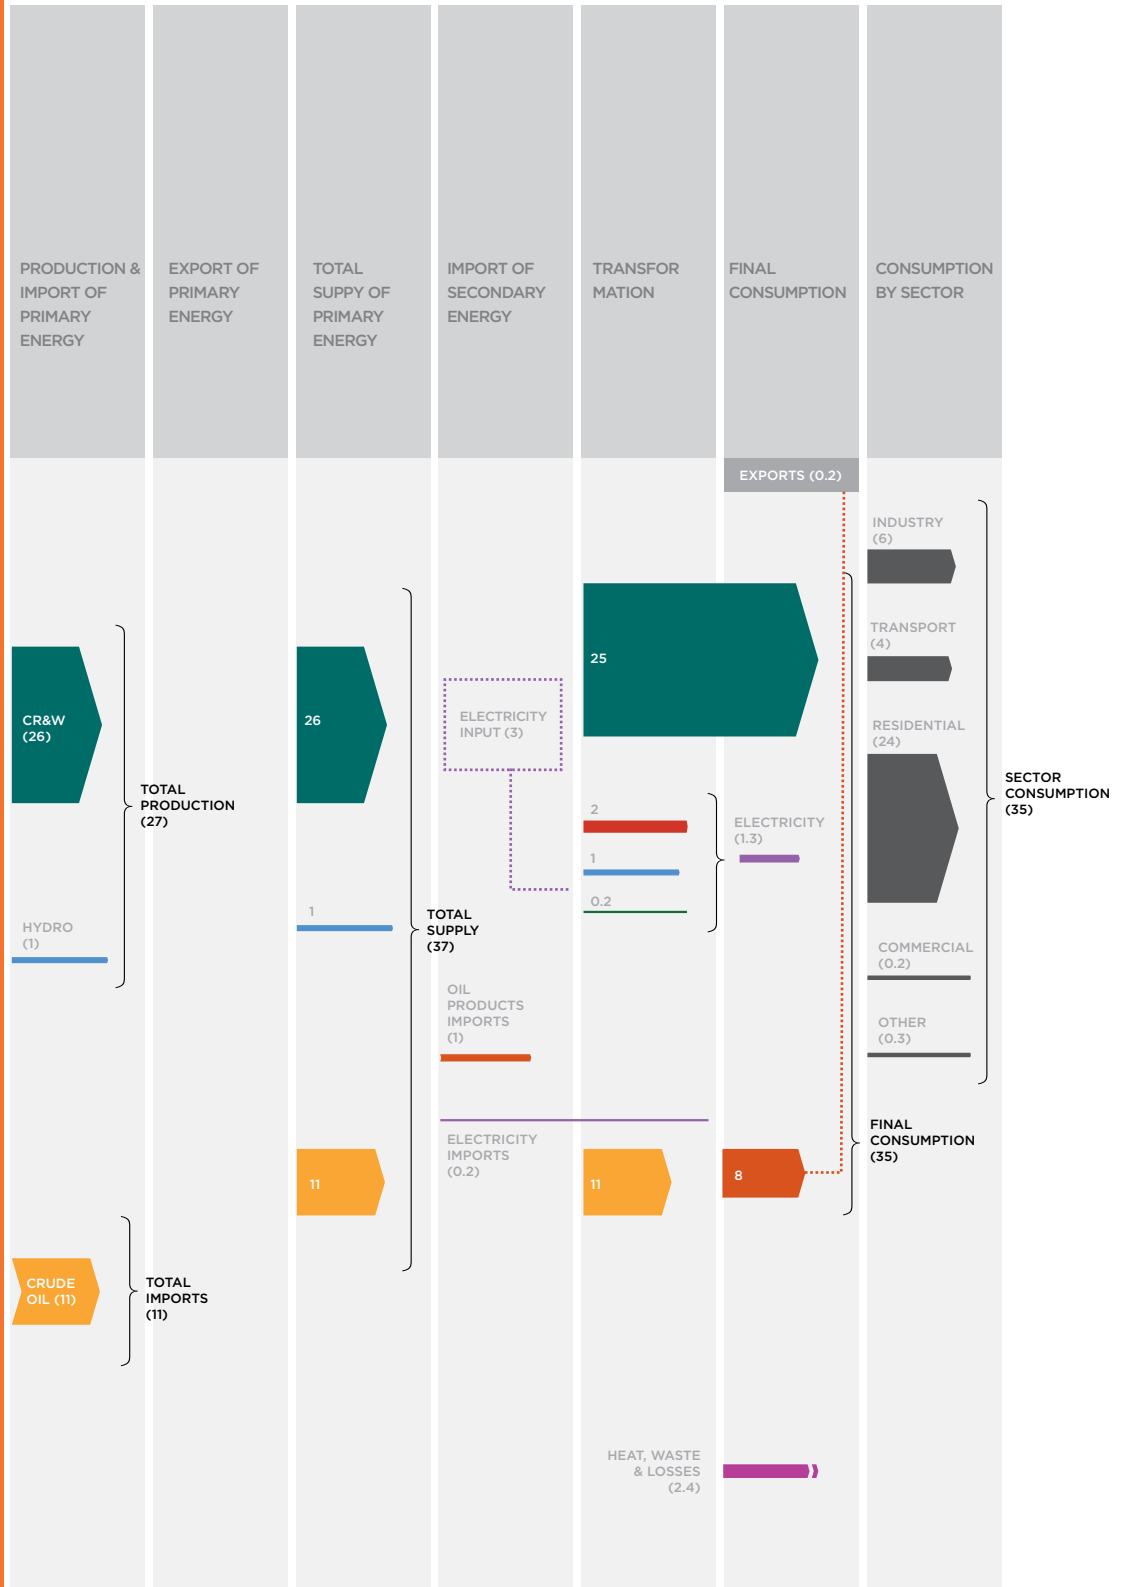 PRODUCTION &
IMPORT OF
PRIMARY
ENERGY
EXPORT OF
PRIMARY
ENERGY
TOTAL
SUPPY OF
PRIMARY
ENERGY
IMPORT OF
SECONDARY
ENERGY
TRANSFOR
MATION
FINAL
CONSUMPTION
CONSUMPTION
BY SECTOR
EXPORTS (0.2)
CR&W
(26)
HYDRO
(1)
TOTAL
PRODUCTION
(27)
CRUDE
OIL (11)
TOTAL
IMPORTS
(11)
26
1
11
TOTAL
SUPPLY
(37)
ELECTRICITY
INPUT (3)
OIL
PRODUCTS
IMPORTS
(1)
ELECTRICITY
IMPORTS
(0.2)
25
2
1
0.2
11
HEAT, WASTE
& LOSSES
(2.4)
ELECTRICITY
(1.3)
8
FINAL
CONSUMPTION
(35)
INDUSTRY
(6)
TRANSPORT
(4)
RESIDENTIAL
(24)
COMMERCIAL
(0.2)
OTHER
(0.3)
SECTOR
CONSUMPTION
(35)